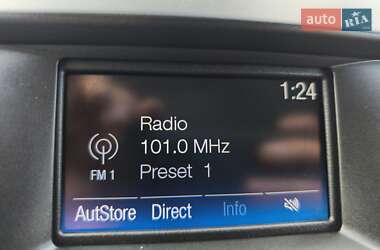 auto RIA
1:24
Radio
101.0 MHz
FM 1
Preset 1
AutStore Direct Info